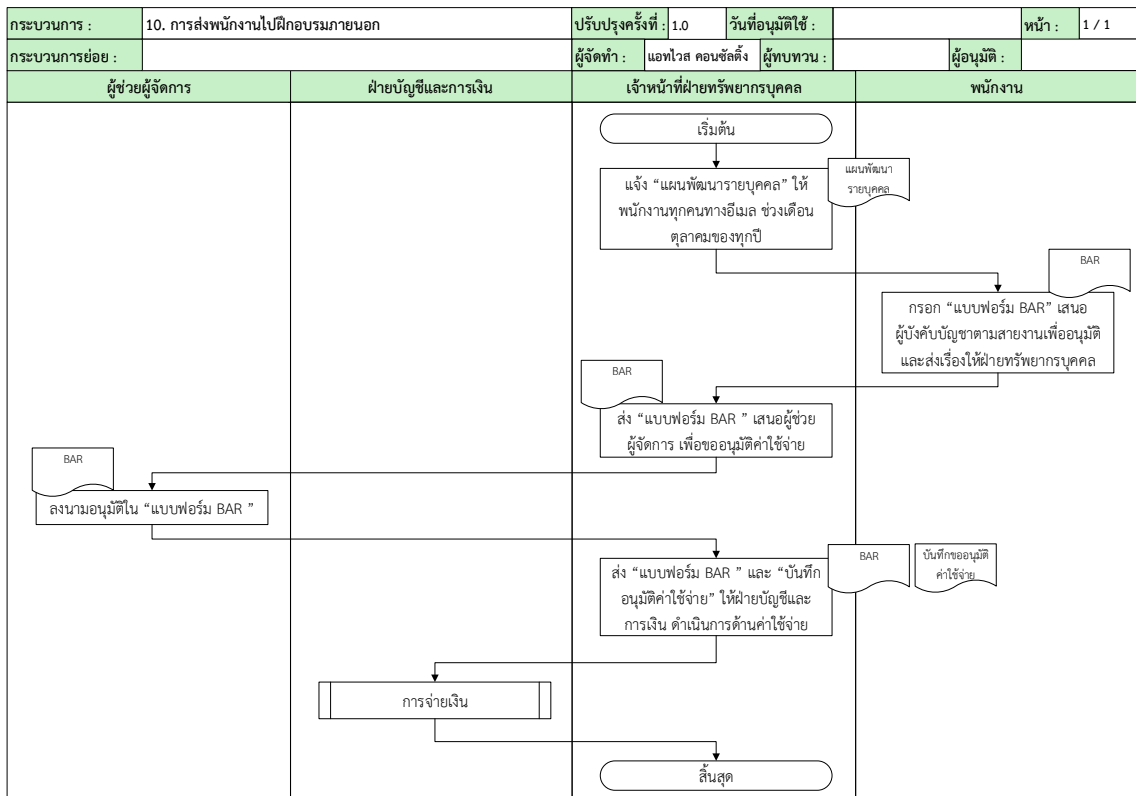 กระบวนการ : 10. การส่งพนักงานไปฝึกอบรมภายนอก ปรับปรุงครั้งที่ : 1.0 วันที่อนุมัติใช้ : หน้า : 1 / 1
กระบวนการย่อย : ผู้จัดทำ : แอทไวส คอนซัลติ้ง ผู้ทบทวน : ผู้อนุมัติ :
ผู้ช่วยผู้จัดการ ฝ่ายบัญชีและการเงิน เจ้าหน้าที่ฝ่ายทรัพยากรบุคคล พนักงาน
เริ่มต้น
แจ้ง “แผนพัฒนารายบุคคล” ให้
พนักงานทุกคนทางอีเมล ช่วงเดือน
ตุลาคมของทุกปี
แผนพัฒนา
รายบุคคล
BAR
กรอก “แบบฟอร์ม BAR” เสนอ
ผู้บังคับบัญชาตามสายงานเพื่ออนุมัติ
และส่งเรื่องให้ฝ่ายทรัพยากรบุคคล
BAR
ส่ง “แบบฟอร์ม BAR ” เสนอผู้ช่วย
ผู้จัดการ เพื่อขออนุมัติค่าใช้จ่าย
BAR
ลงนามอนุมัติใน “แบบฟอร์ม BAR ”
ส่ง “แบบฟอร์ม BAR ” และ “บันทึก
อนุมัติค่าใช้จ่าย” ให้ฝ่ายบัญชีและ
การเงิน ดำเนินการด้านค่าใช้จ่าย
BAR
บันทึกขออนุมัติ
ค่าใช้จ่าย
การจ่ายเงิน
สิ้นสุด